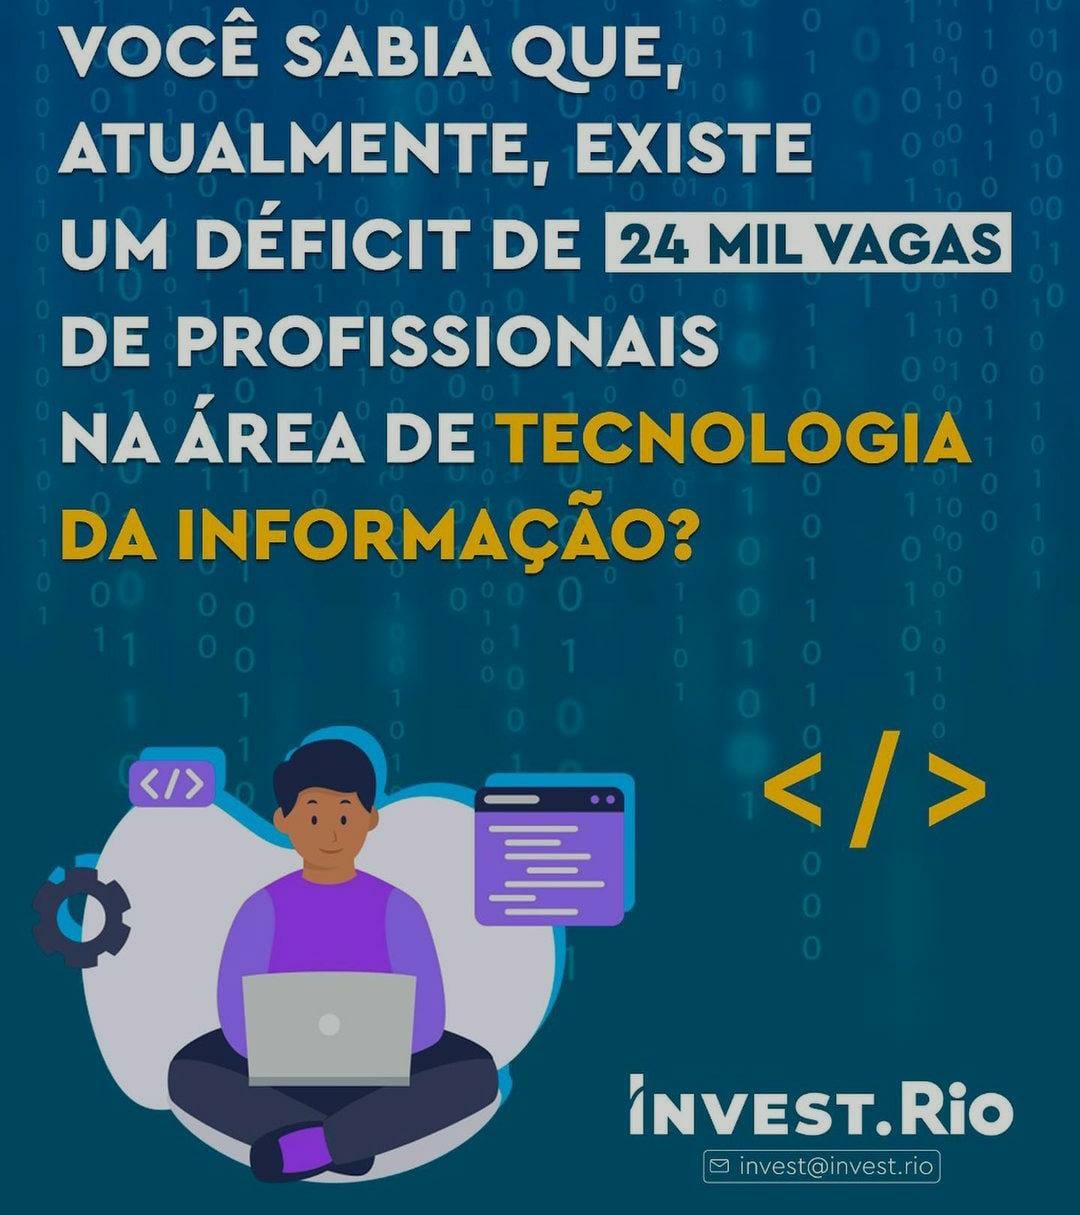 VOCÊ SABIA QUE,
ATUALMENTE, EXISTE
UM DÉFICIT DE 24 MIL VAGAS
DE PROFISSIONAIS
NA ÁREA DE TECNOLOGIA
DA INFORMAÇÃO?
</>
</>
INVEST.Rio
invest@invest.rio